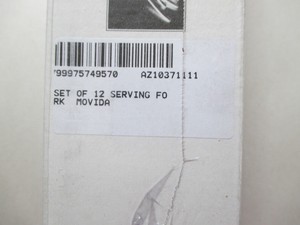 '99975749570 AZ10371111
SET OF 12 SERVING FO
RK MOVIDA